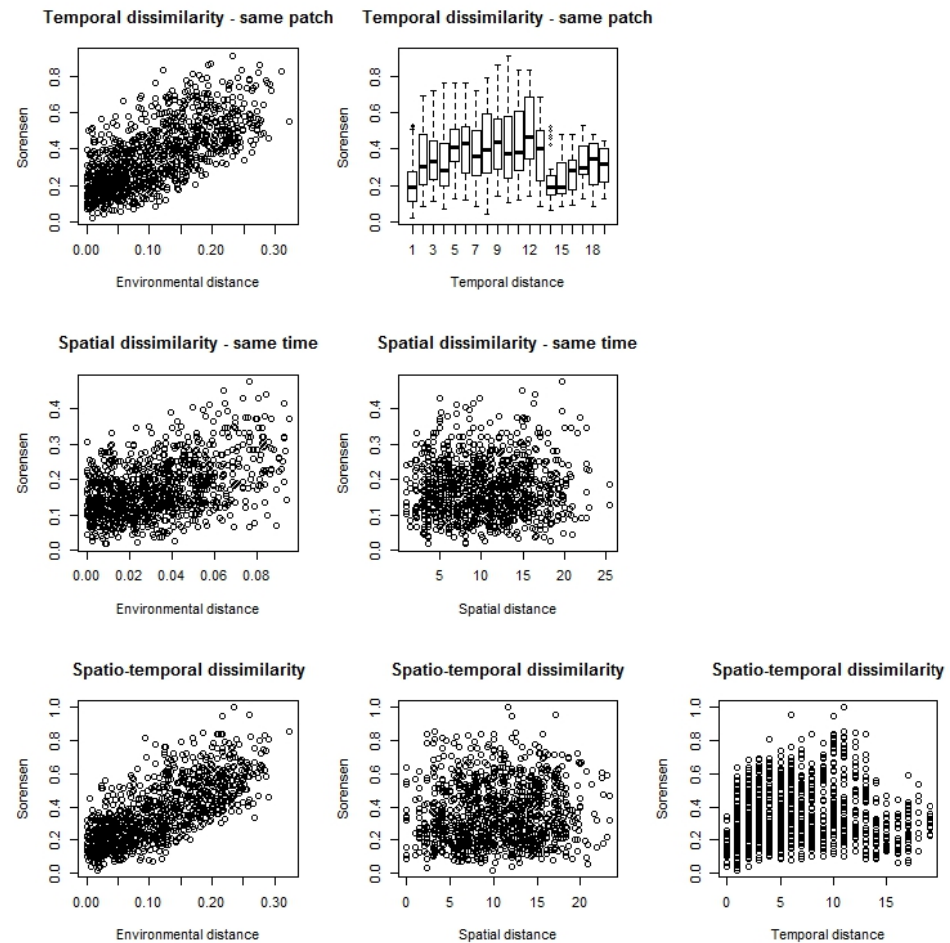 Temporal dissimilarity - same patch
Temporal dissimilarity - same patch
Sorensen
0.0 0.2 0.4 0.6 0.8
0.00 0.10 0.20 0.30
Environmental distance
Sorensen
0.0 0.2 0.4 0.6 0.8
1 3 5 7 9 12 15 18
Temporal distance
Spatial dissimilarity - same time
Spatial dissimilarity - same time
Sorensen
0.0 0.1 0.2 0.3 0.4
0.00 0.02 0.04 0.06 0.08
Environmental distance
Sorensen
0.0 0.1 0.2 0.3 0.4
5 10 15 20 25
Spatial distance
Spatio-temporal dissimilarity
Spatio-temporal dissimilarity
Spatio-temporal dissimilarity
Sorensen
0.0 0.2 0.4 0.6 0.8 1.0
0.00 0.10 0.20 0.30
Environmental distance
Sorensen
0.0 0.2 0.4 0.6 0.8 1.0
0 5 10 15 20
Spatial distance
Sorensen
0.0 0.2 0.4 0.6 0.8 1.0
0 5 10 15
Temporal distance